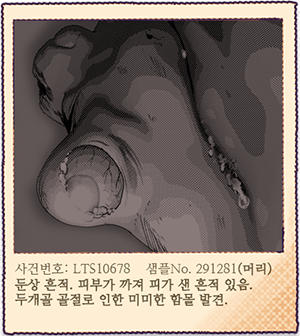 사건번호: LTS10678 샘플No. 291281(머리)
둔상 흔적. 피부가 까져 피가 샌 흔적 있음.
두개골 골절로 인한 미미한 함몰 발견.